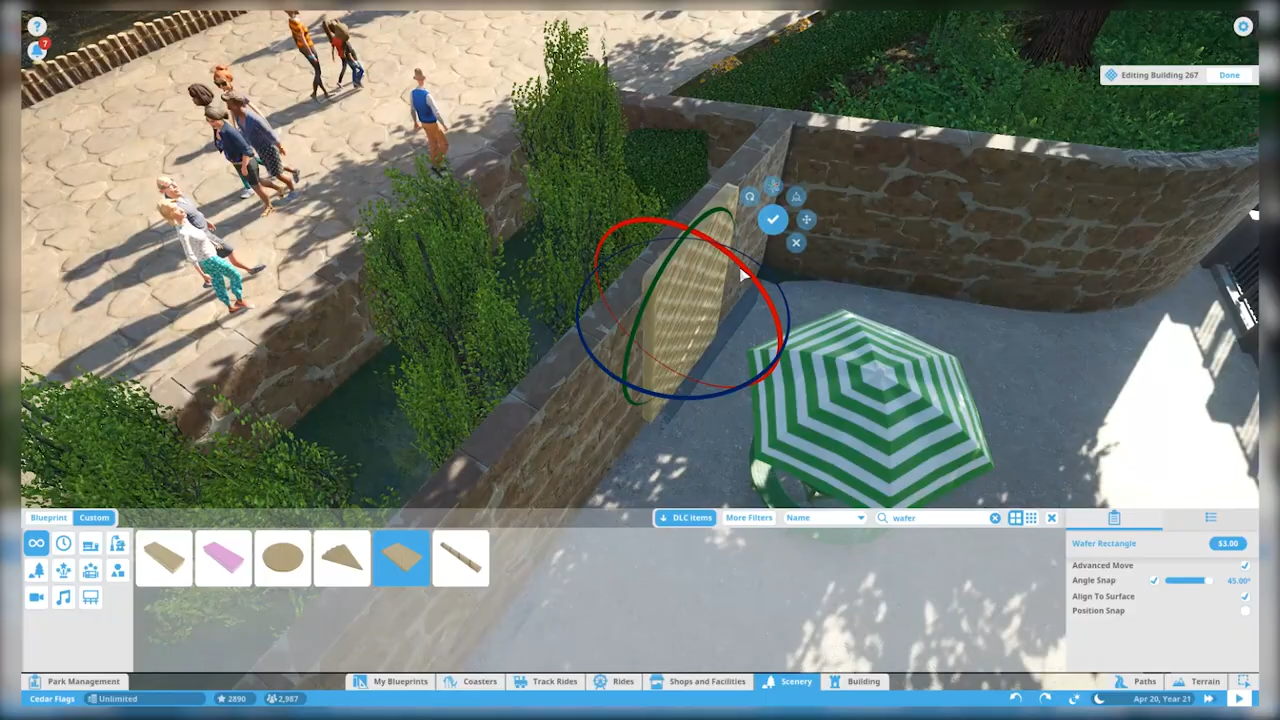 ?
7
Editing Building 267 Done
Blueprint Custom
DLC Items More Filters Name wafer
Wafer Rectangle $3.00
Advanced Move
Angle Snap 45.00°
Align To Surface
Position Snap
Park Management My Blueprints Coasters Track Rides Rides Shops and Facilities Scenery Building Paths Terrain
Cedar Flags Unlimited 2890 2,987 Apr 20, Year 21